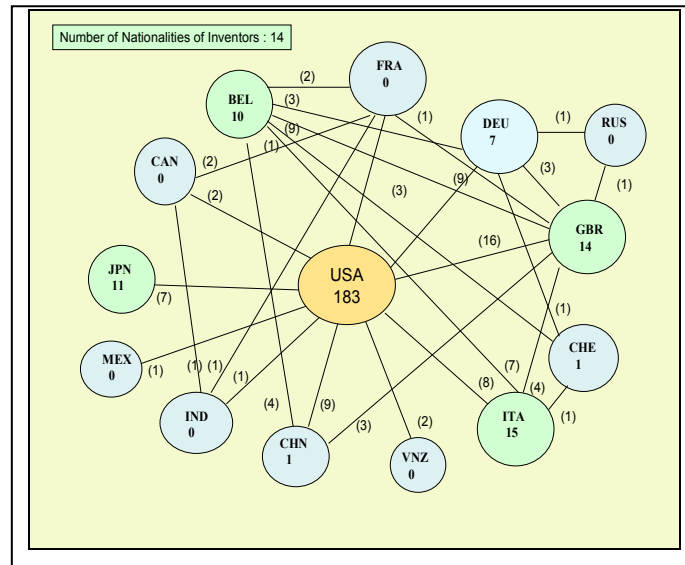 Number of Nationalities of Inventors : 14
FRA
0
(2)
BEL
10
(3)
(1)
DEU
7
(1)
RUS
0
(9)
(1)
CAN
0
(2)
(2)
(3)
(9)
(3)
(1)
(16)
GBR
14
JPN
11
(7)
USA
183
(1)
CHE
1
MEX
0
(1)
(1)
(1)
(1)
(7)
(8)
(4)
(1)
IND
0
(4)
(9)
(3)
(2)
ITA
15
CHN
1
VNZ
0